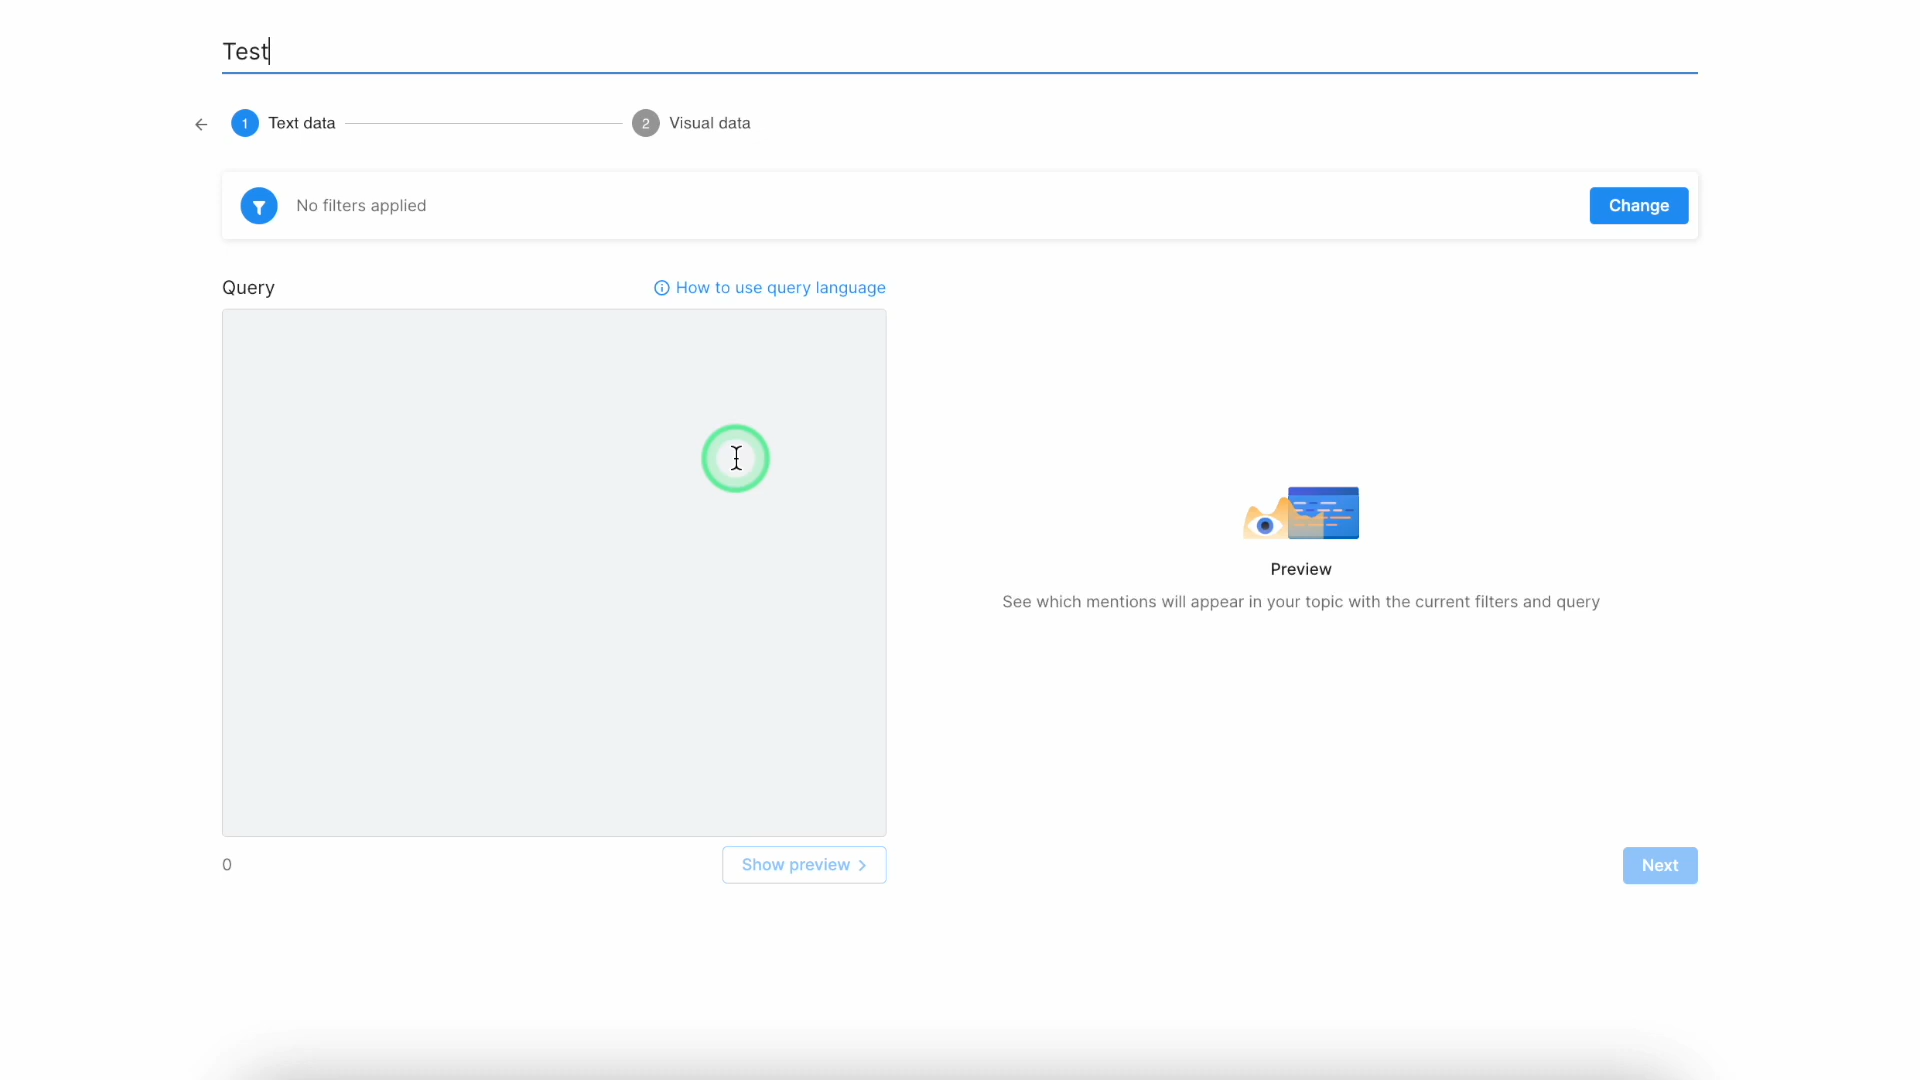 Test
1 Text data 2 Visual data
No filters applied Change
Query How to use query language
Preview
See which mentions will appear in your topic with the current filters and query
0 Show preview Next